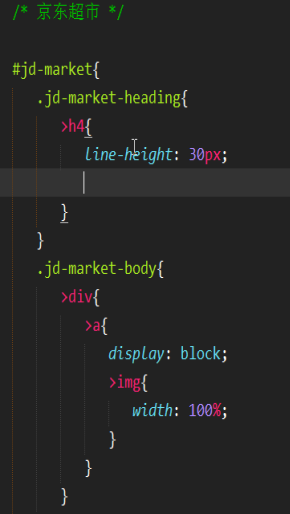 /* 京东超市 */
#jd-market{
.jd-market-heading{
>h4{
line-height: 30px;
}
}
.jd-market-body{
>div{
>a{
display: block;
>img{
width: 100%;
}
}
}